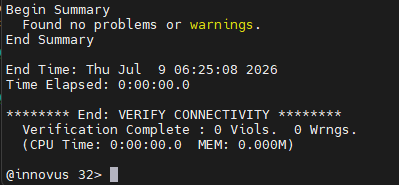 Begin Summary
  Found no problems or warnings.
End Summary

End Time: Thu Jul  9 06:25:08 2026
Time Elapsed: 0:00:00.0

******** End: VERIFY CONNECTIVITY ********
  Verification Complete : 0 Viols.  0 Wrngs.
  (CPU Time: 0:00:00.0  MEM: 0.000M)

@innovus 32>